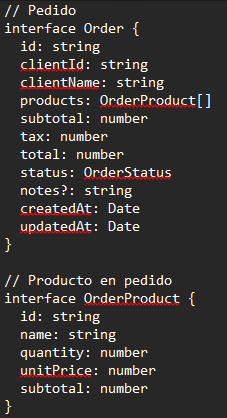 // Pedido
interface Order {
  id: string
  clientId: string
  clientName: string
  products: OrderProduct[]
  subtotal: number
  tax: number
  total: number
  status: OrderStatus
  notes?: string
  createdAt: Date
  updatedAt: Date
}

// Producto en pedido
interface OrderProduct {
  id: string
  name: string
  quantity: number
  unitPrice: number
  subtotal: number
}